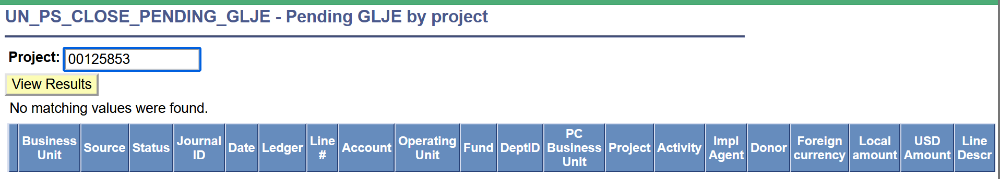 UN_PS_CLOSE_PENDING_GLJE - Pending GLJE by project
Project: 00125853
View Results
No matching values were found.
Business Unit Source Status Journal ID Date Ledger Line # Account Operating Unit Fund DeptID PC Business Unit Project Activity Impl Agent Donor Foreign currency Local amount USD Amount Line Descr